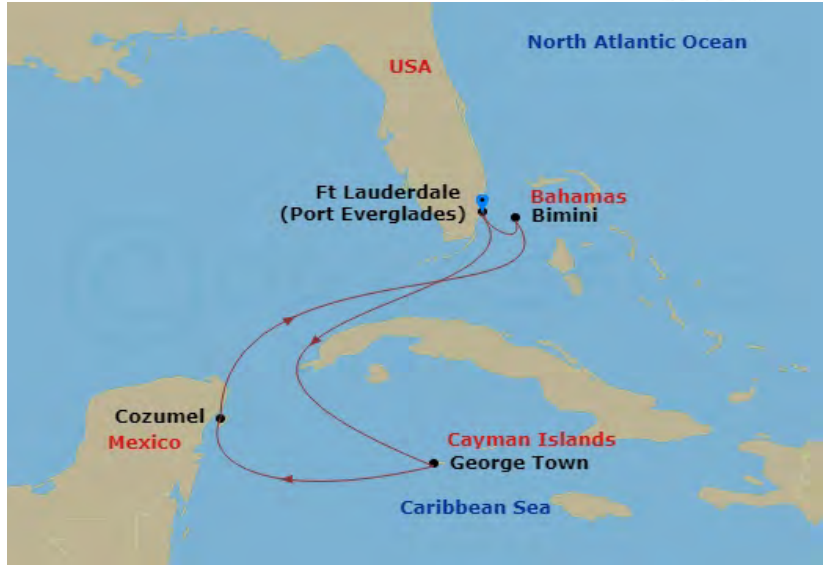 North Atlantic Ocean
USA
Ft Lauderdale
(Port Everglades)
Bahamas
Bimini
Cozumel
Mexico
Cayman Islands
George Town
Caribbean Sea